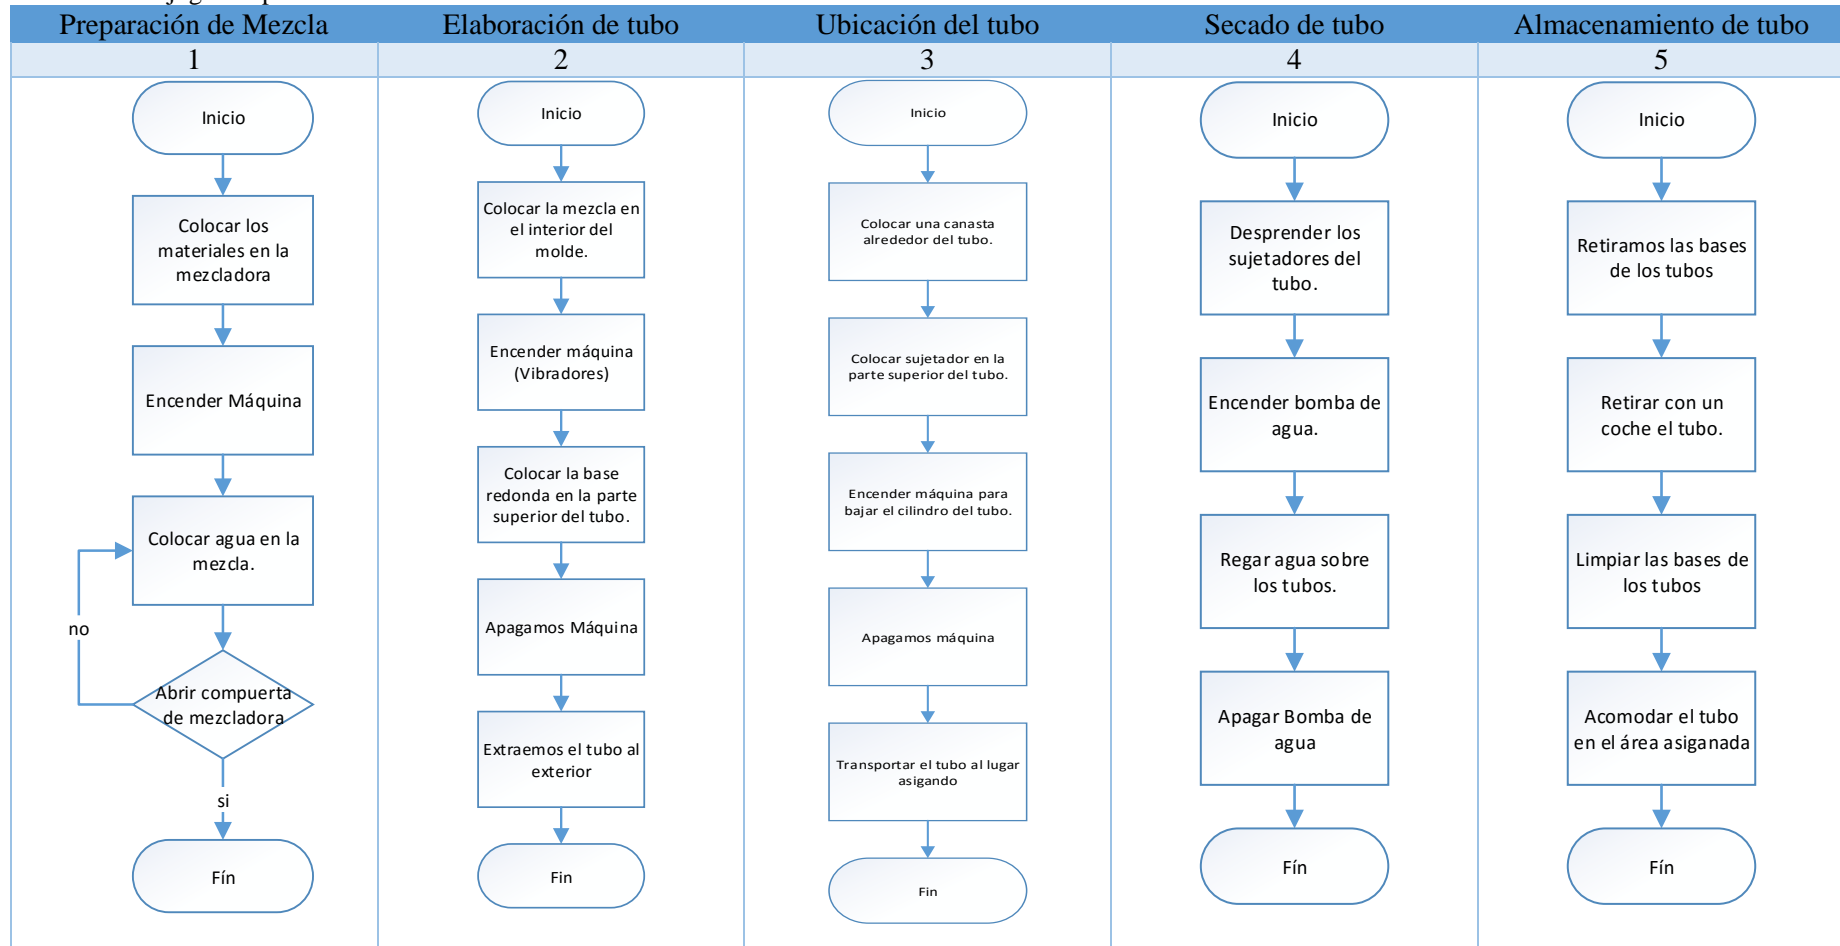 Preparación de Mezcla
Elaboración de tubo
Ubicación del tubo
Secado de tubo
Almacenamiento de tubo
1
2
3
4
5
Inicio
Colocar los
materiales en la
mezcladora
Encender Máquina
Colocar agua en la
mezcla.
no
Abrir compuerta
de mezcladora
si
Fín
Inicio
Colocar la mezcla en
el interior del
molde.
Encender máquina
(Vibradores)
Colocar la base
redonda en la parte
superior del tubo.
Apagamos Máquina
Extraemos el tubo al
exterior
Fin
Inicio
Colocar una canasta
alrededor del tubo.
Colocar sujetador en la
parte superior del tubo.
Encender máquina para
bajar el cilindro del tubo.
Apagamos máquina
Transportar el tubo al lugar
asigando
Fin
Inicio
Desprender los
sujetadores del
tubo.
Encender bomba de
agua.
Regar agua sobre
los tubos.
Apagar Bomba de
agua
Fín
Inicio
Retiramos las bases
de los tubos
Retirar con un
coche el tubo.
Limpiar las bases de
los tubos
Acomodar el tubo
en el área asiganada
Fín